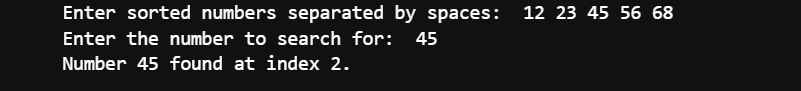 Enter sorted numbers separated by spaces:  12 23 45 56 68
Enter the number to search for:  45
Number 45 found at index 2.